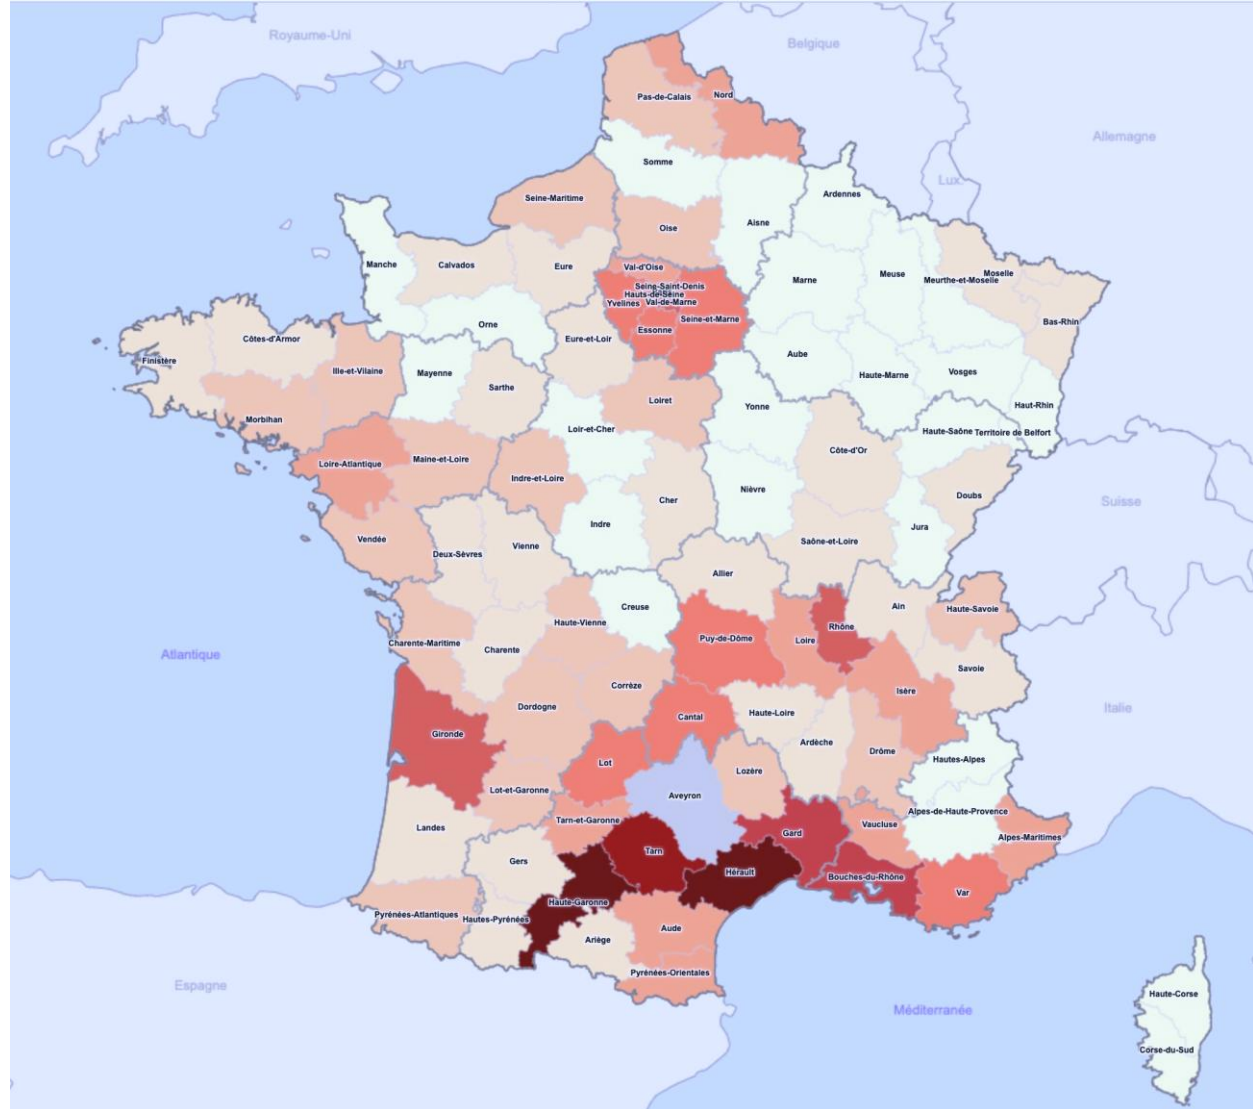 Royaume-Uni
Belgique
Pas-de-Calais
Nord
Allemagne
Somme
Lux.
Ardennes
Seine-Maritime
Aisne
Oise
Manche
Calvados
Eure
Val-d'Oise
Marne
Meuse
Moselle
Meurthe-et-Moselle
Seine-Saint-Denis
Hauts-de-Seine
Yvelines
Val-de-Marne
Seine-et-Marne
Essonne
Bas-Rhin
Orne
Eure-et-Loir
Côtes-d'Armor
Finistère
Ille-et-Vilaine
Mayenne
Sarthe
Aube
Haute-Marne
Vosges
Haut-Rhin
Morbihan
Loiret
Yonne
Loir-et-Cher
Haute-Saône
Territoire de Belfort
Loire-Atlantique
Maine-et-Loire
Indre-et-Loire
Côte-d'Or
Cher
Nièvre
Doubs
Suisse
Indre
Jura
Vendée
Deux-Sèvres
Vienne
Saône-et-Loire
Allier
Creuse
Ain
Haute-Savoie
Haute-Vienne
Rhône
Charente-Maritime
Charente
Puy-de-Dôme
Loire
Atlantique
Savoie
Corrèze
Isère
Dordogne
Cantal
Haute-Loire
Italie
Gironde
Ardèche
Drôme
Hautes-Alpes
Lot
Lozère
Lot-et-Garonne
Aveyron
Alpes-de-Haute-Provence
Landes
Tarn-et-Garonne
Gard
Vaucluse
Alpes-Maritimes
Gers
Tarn
Hérault
Bouches-du-Rhône
Var
Haute-Garonne
Pyrénées-Atlantiques
Hautes-Pyrénées
Aude
Ariège
Pyrénées-Orientales
Espagne
Méditerranée
Haute-Corse
Corse-du-Sud